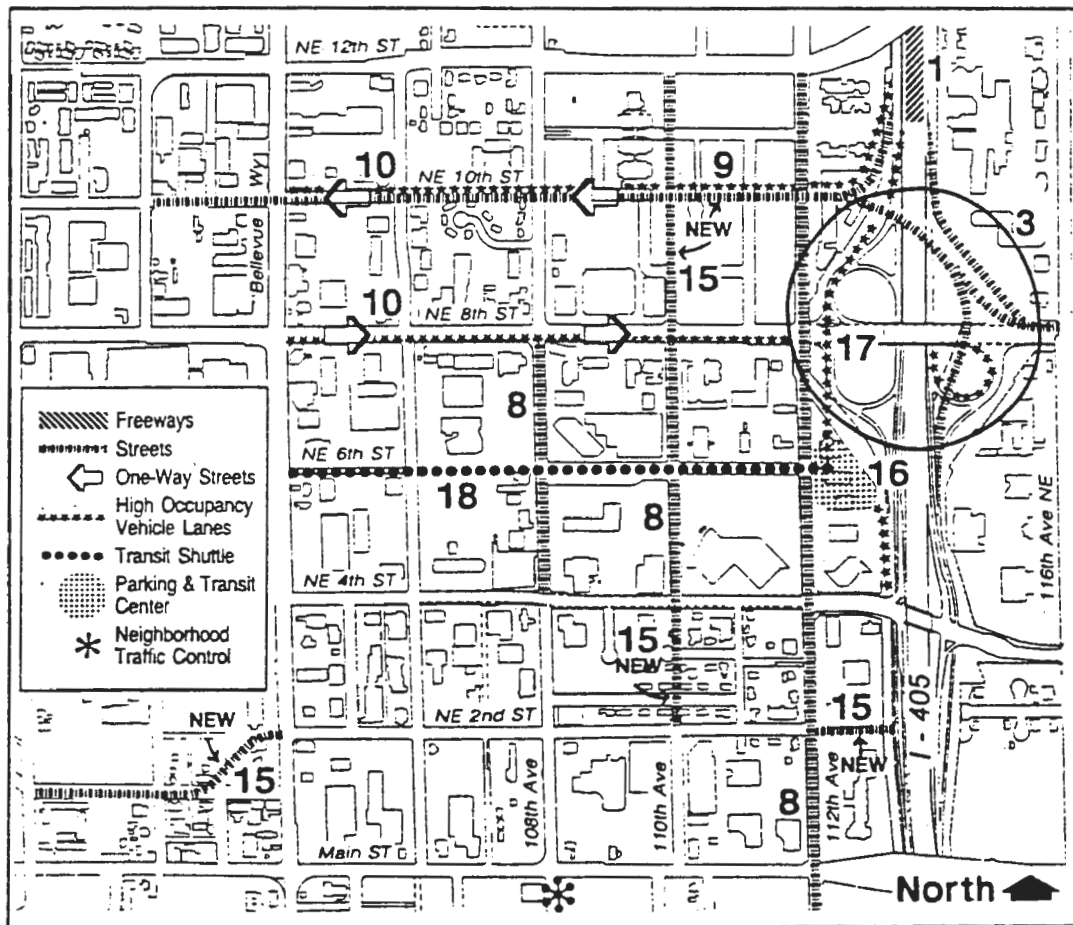 NE 12th ST
1
Bellevue Wy
10
NE 10th ST
9
NEW
3
15
10
NE 8th ST
17
8
Freeways
Streets
One-Way Streets
High Occupancy
Vehicle Lanes
Transit Shuttle
Parking & Transit
Center
Neighborhood
Traffic Control
NE 6th ST
18
8
16
116th Ave NE
NE 4th ST
15
NEW
I-405
NE 2nd ST
NEW
15
15
NEW
108th Ave
110th Ave
8
112th Ave
Main ST
North